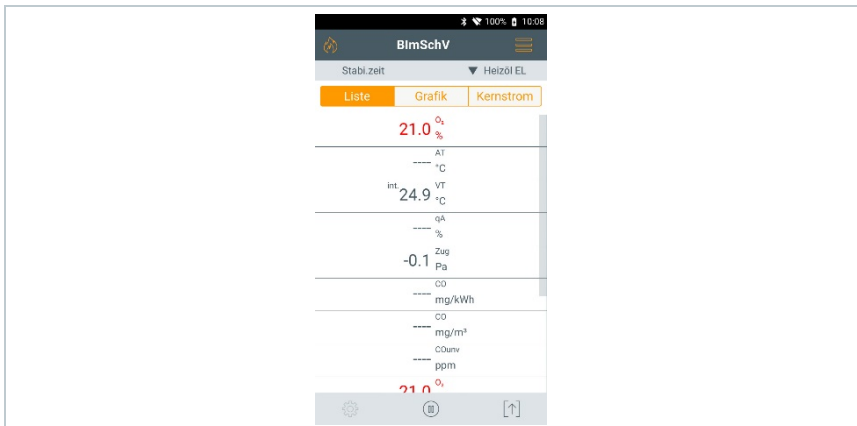 100% 10:08
BImSchV
Stabi.zeit ▼ Heizöl EL
Liste Grafik Kernstrom
21.0 O₂ %
---- AT °C
int. 24.9 VT °C
---- qA %
-0.1 Zug Pa
---- CO mg/kWh
---- CO mg/m³
---- COunv ppm
21.0 O₂